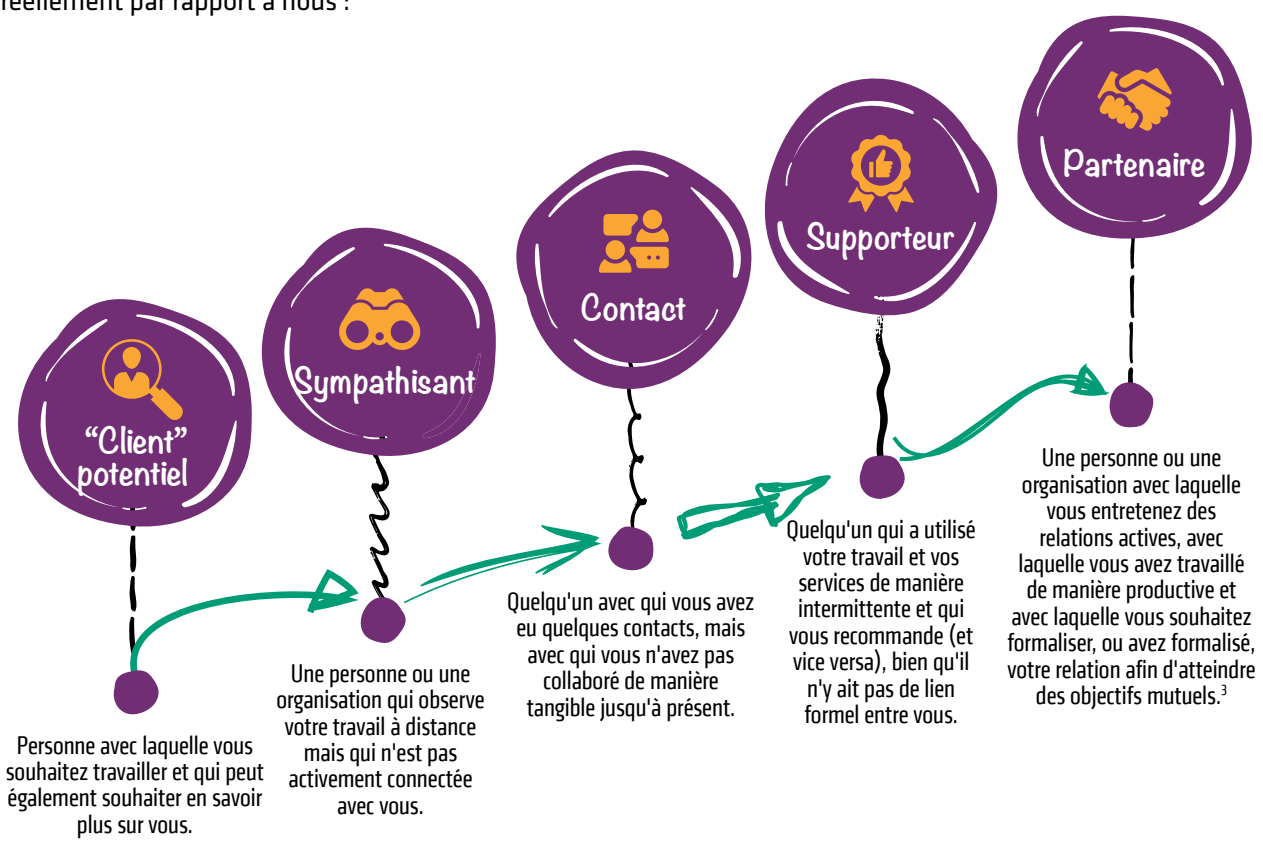 réellement par rapport à nous :
“Client”
potentiel
Personne avec laquelle vous
souhaitez travailler et qui peut
également souhaiter en savoir
plus sur vous.
Sympathisant
Une personne ou une
organisation qui observe
votre travail à distance
mais qui n'est pas
activement connectée
avec vous.
Contact
Quelqu'un avec qui vous avez
eu quelques contacts, mais
avec qui vous n'avez pas
collaboré de manière
tangible jusqu'à présent.
Supporteur
Quelqu'un qui a utilisé
votre travail et vos
services de manière
intermittente et qui
vous recommande (et
vice versa), bien qu'il
n'y ait pas de lien
formel entre vous.
Partenaire
Une personne ou une
organisation avec laquelle
vous entretenez des
relations actives, avec
laquelle vous avez travaillé
de manière productive et
avec laquelle vous souhaitez
formaliser, ou avez formalisé,
votre relation afin d'atteindre
des objectifs mutuels.³